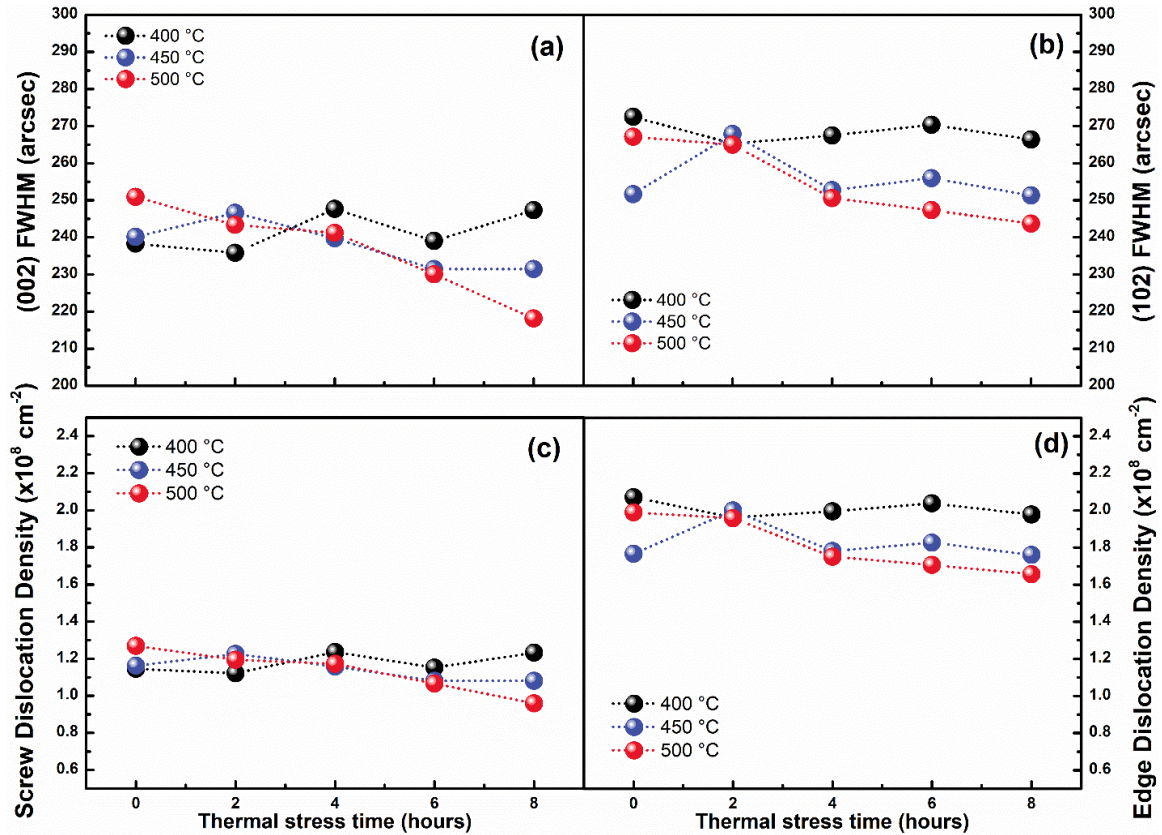 (002) FWHM (arcsec)
300
290
280
270
260
250
240
230
220
210
200
400 °C
450 °C
500 °C
(a)
(b)
400 °C
450 °C
500 °C
300
290
280
270
260
250
240
230
220
210
200
(102) FWHM (arcsec)
Screw Dislocation Density (x10⁸ cm⁻²)
2.4
2.2
2.0
1.8
1.6
1.4
1.2
1.0
0.8
0.6
400 °C
450 °C
500 °C
(c)
0 2 4 6 8
Thermal stress time (hours)
(d)
400 °C
450 °C
500 °C
2.4
2.2
2.0
1.8
1.6
1.4
1.2
1.0
0.8
0.6
Edge Dislocation Density (x10⁸ cm⁻²)
0 2 4 6 8
Thermal stress time (hours)